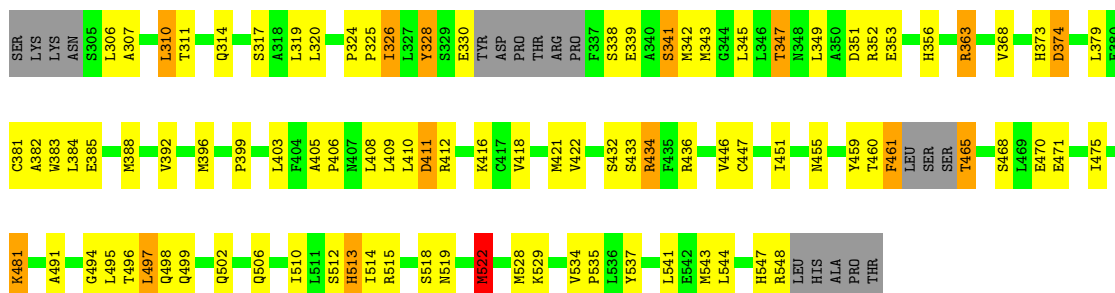 SER LYS LYS ASN S305 L306 A307 L310 T311 Q314 S317 A318 L319 L320 P324 P325 I326 L327 Y328 S329 E330 TYR ASP PRO THR ARG PRO F337 S338 E339 A340 S341 M342 M343 G344 L345 L346 T347 N348 L349 A350 D351 R352 E353 H356 R363 V368 H373 D374 L379 E380
C381 A382 W383 L384 E385 M388 V392 M396 P399 L403 F404 A405 P406 N407 L408 L409 L410 D411 R412 K416 C417 V418 M421 V422 S432 S433 R434 F435 R436 V446 C447 I451 N455 Y459 T460 F461 LEU SER SER T465 S468 L469 E470 E471 I475
K481 A491 G494 L495 T496 L497 Q498 Q499 Q502 Q506 I510 L511 S512 H513 I514 R515 S518 N519 M522 M528 K529 V534 P535 L536 Y537 L541 E542 M543 L544 H547 R548 LEU HIS ALA PRO THR